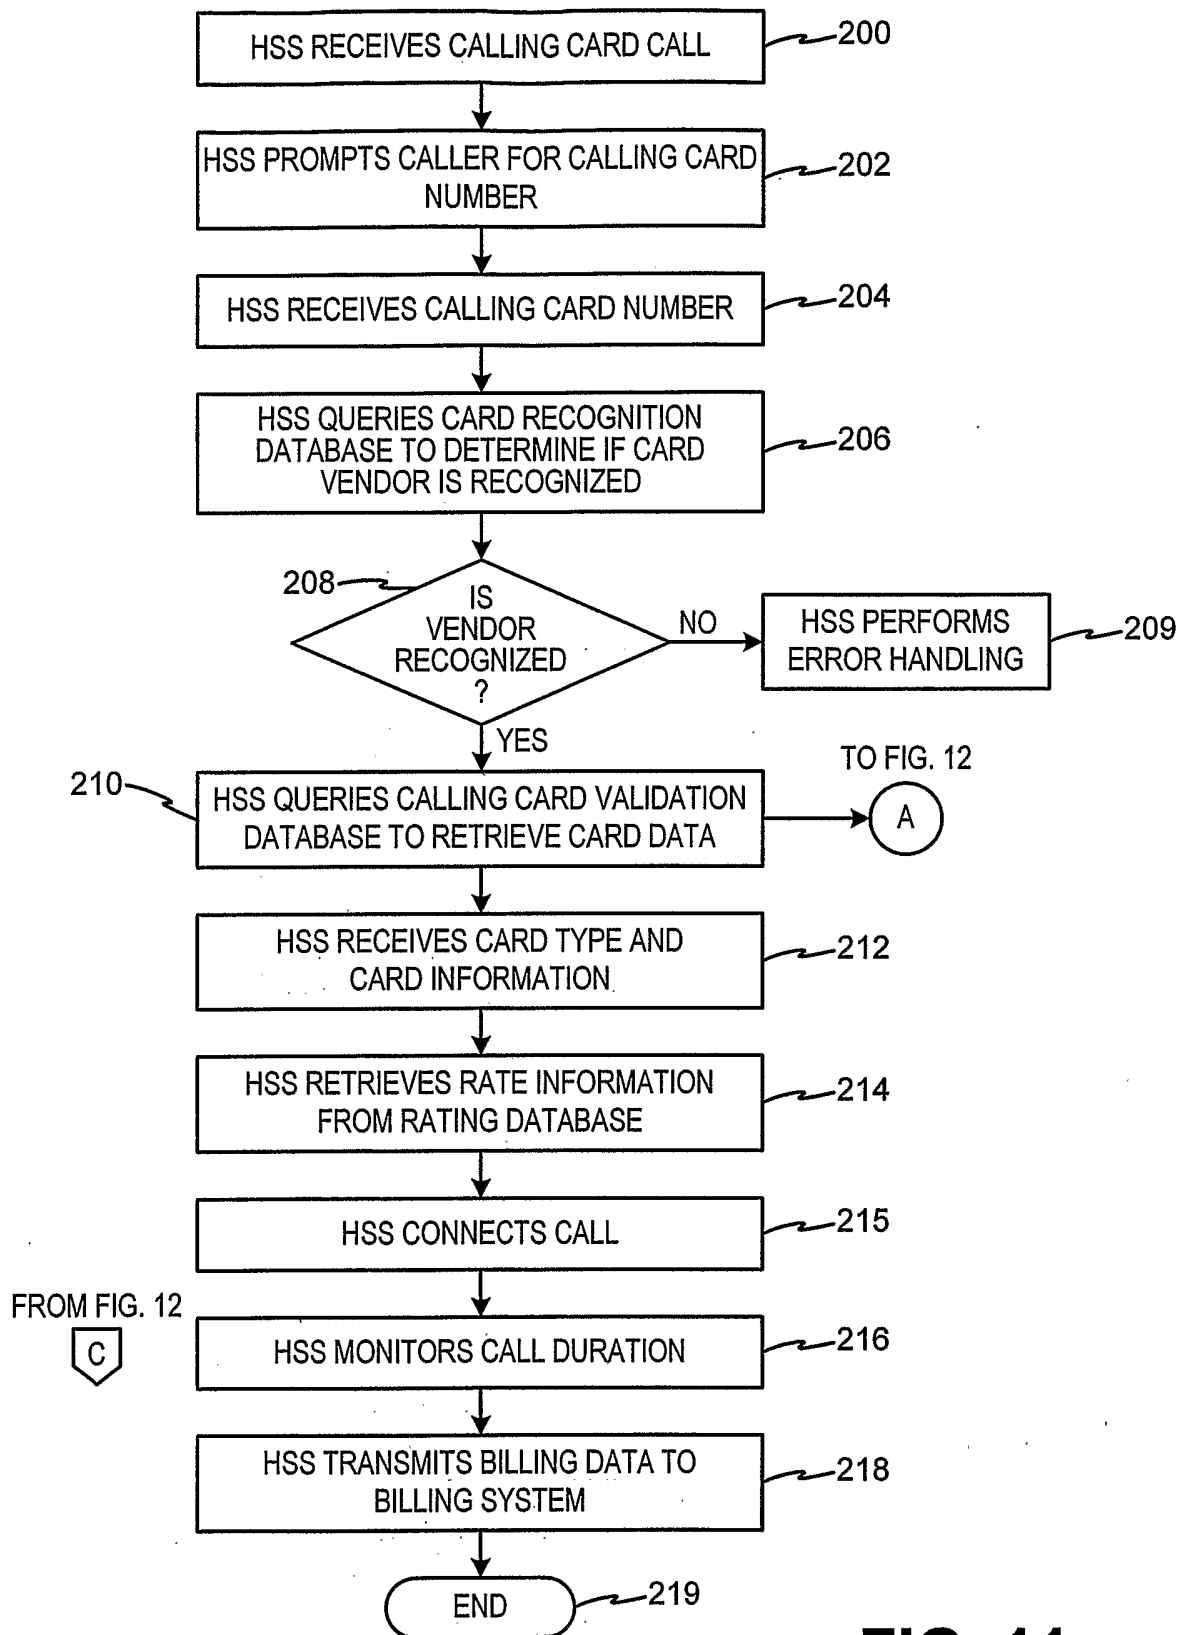 HSS RECEIVES CALLING CARD CALL
200
HSS PROMPTS CALLER FOR CALLING CARD
NUMBER
202
HSS RECEIVES CALLING CARD NUMBER
204
HSS QUERIES CARD RECOGNITION
DATABASE TO DETERMINE IF CARD
VENDOR IS RECOGNIZED
206
208
IS
VENDOR
RECOGNIZED
?
NO
HSS PERFORMS
ERROR HANDLING
209
YES
TO FIG. 12
A
210
HSS QUERIES CALLING CARD VALIDATION
DATABASE TO RETRIEVE CARD DATA
HSS RECEIVES CARD TYPE AND
CARD INFORMATION
212
HSS RETRIEVES RATE INFORMATION
FROM RATING DATABASE
214
HSS CONNECTS CALL
215
FROM FIG. 12
C
HSS MONITORS CALL DURATION
216
HSS TRANSMITS BILLING DATA TO
BILLING SYSTEM
218
END
219